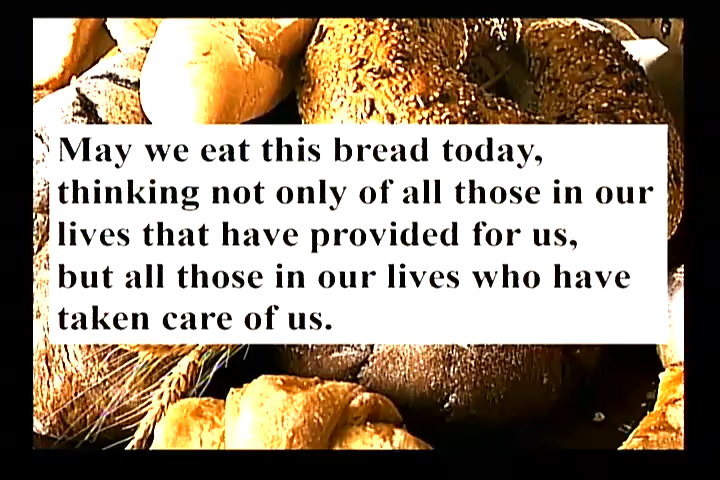 May we eat this bread today,
thinking not only of all those in our
lives that have provided for us,
but all those in our lives who have
taken care of us.